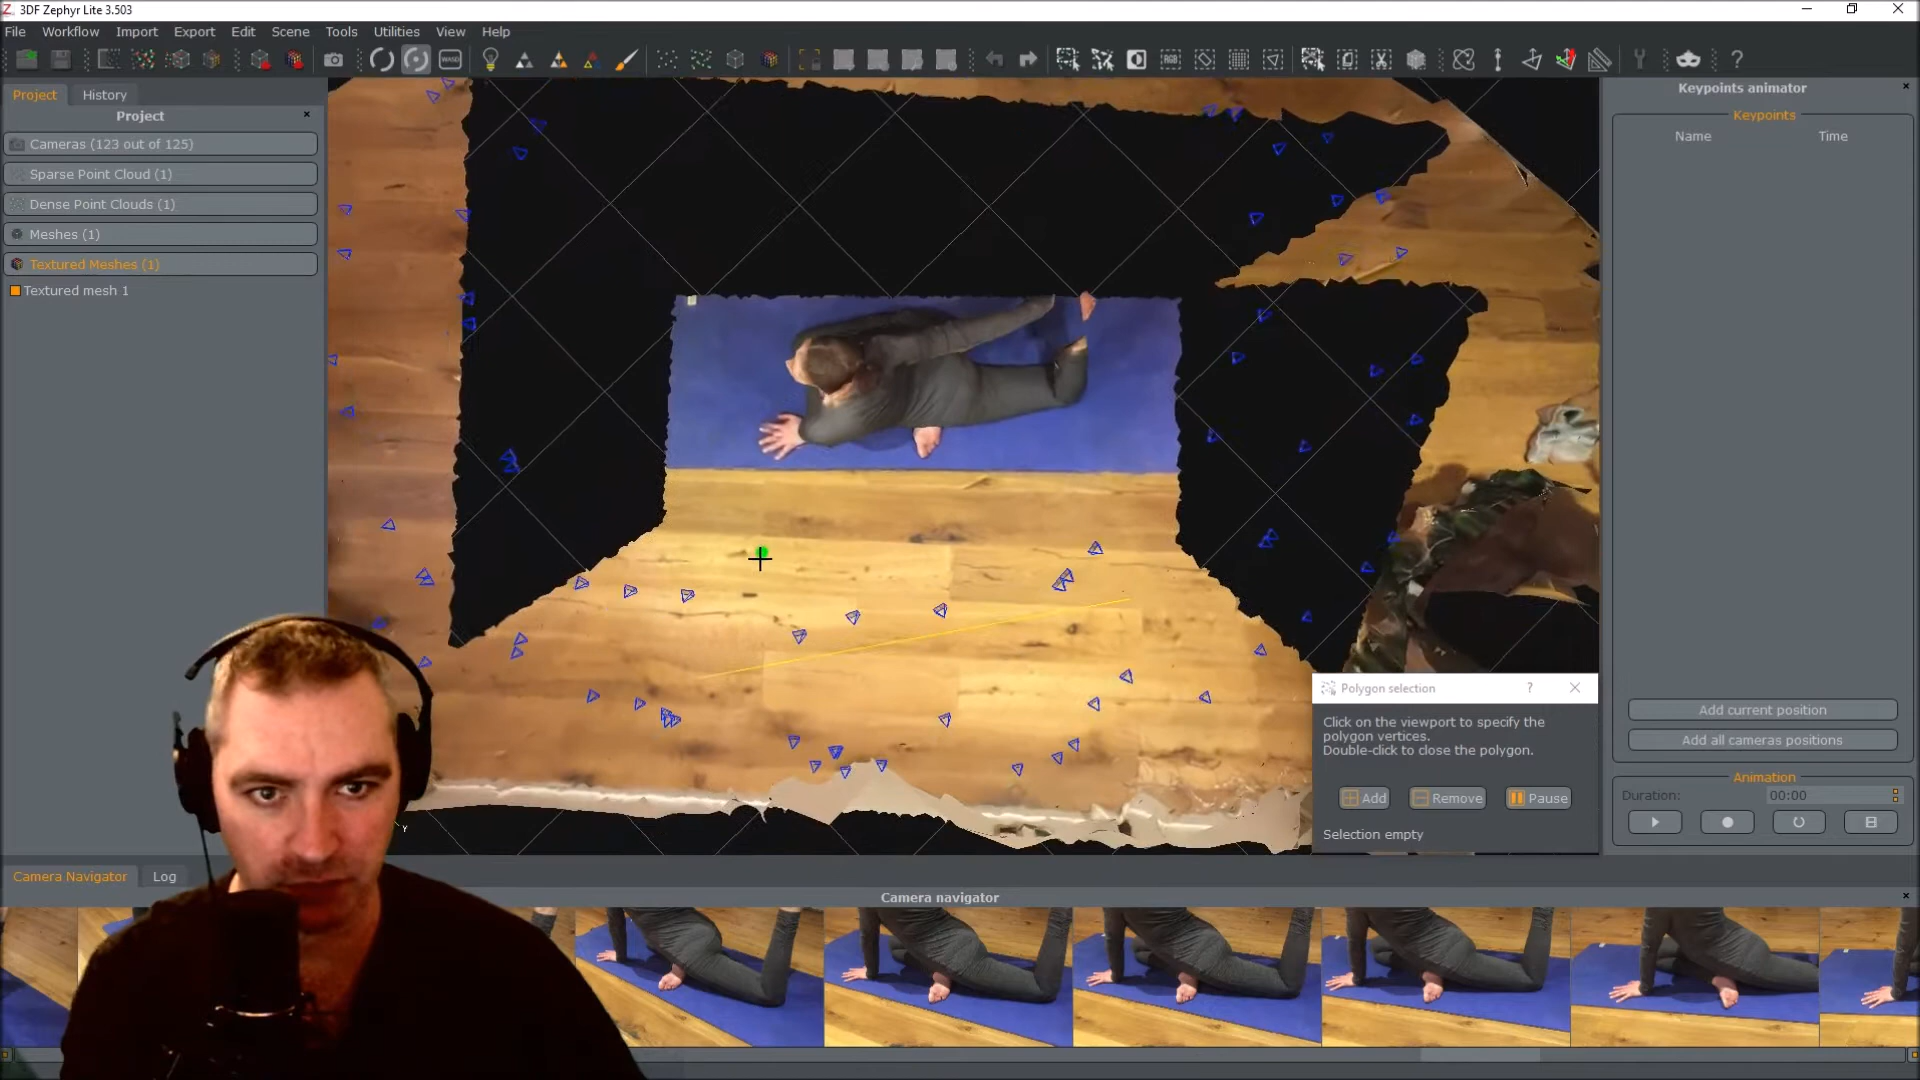 3DF Zephyr Lite 3.503
File Workflow Import Export Edit Scene Tools Utilities View Help
WASD
RGB
?
Project History
Project
Cameras (123 out of 125)
Sparse Point Cloud (1)
Dense Point Clouds (1)
Meshes (1)
Textured Meshes (1)
Textured mesh 1
Keypoints animator
Keypoints
Name Time
Y
Polygon selection ?
Click on the viewport to specify the
polygon vertices.
Double-click to close the polygon.
Add Remove Pause
Selection empty
Add current position
Add all cameras positions
Animation
Duration: 00:00
Camera Navigator Log
Camera navigator